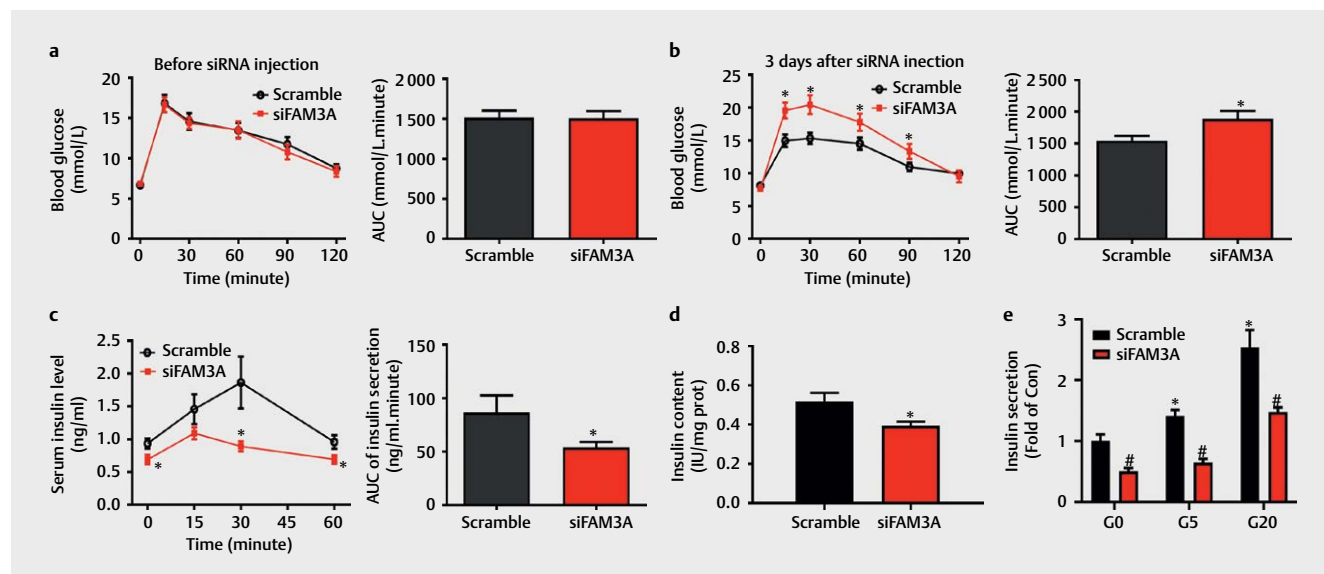 a
Before siRNA injection
Blood glucose
(mmol/L)
20
15
10
5
0
Scramble
siFAM3A
0 30 60 90 120
Time (minute)
AUC (mmol/L.minute)
2 000
1500
1 000
500
0
Scramble siFAM3A
b
3 days after siRNA inection
Blood glucose
(mmol/L)
25
20
15
10
5
0
Scramble
siFAM3A
* * * *
0 30 60 90 120
Time (minute)
AUC (mmol/L.minute)
2 500
2000
1 500
1000
500
0
*
Scramble siFAM3A
c
Serum insulin level
(ng/ml)
2.5
2.0
1.5
1.0
0.5
0.0
Scramble
siFAM3A
* * *
0 15 30 45 60
Time (minute)
AUC of insulin secretion
(ng/ml.minute)
150
100
50
0
*
Scramble siFAM3A
d
Insulin content
(IU/mg prot)
0.8
0.6
0.4
0.2
0.0
*
Scramble siFAM3A
e
Insulin secretion
(Fold of Con)
3
2
1
0
Scramble
siFAM3A
# * # * #
G0 G5 G20